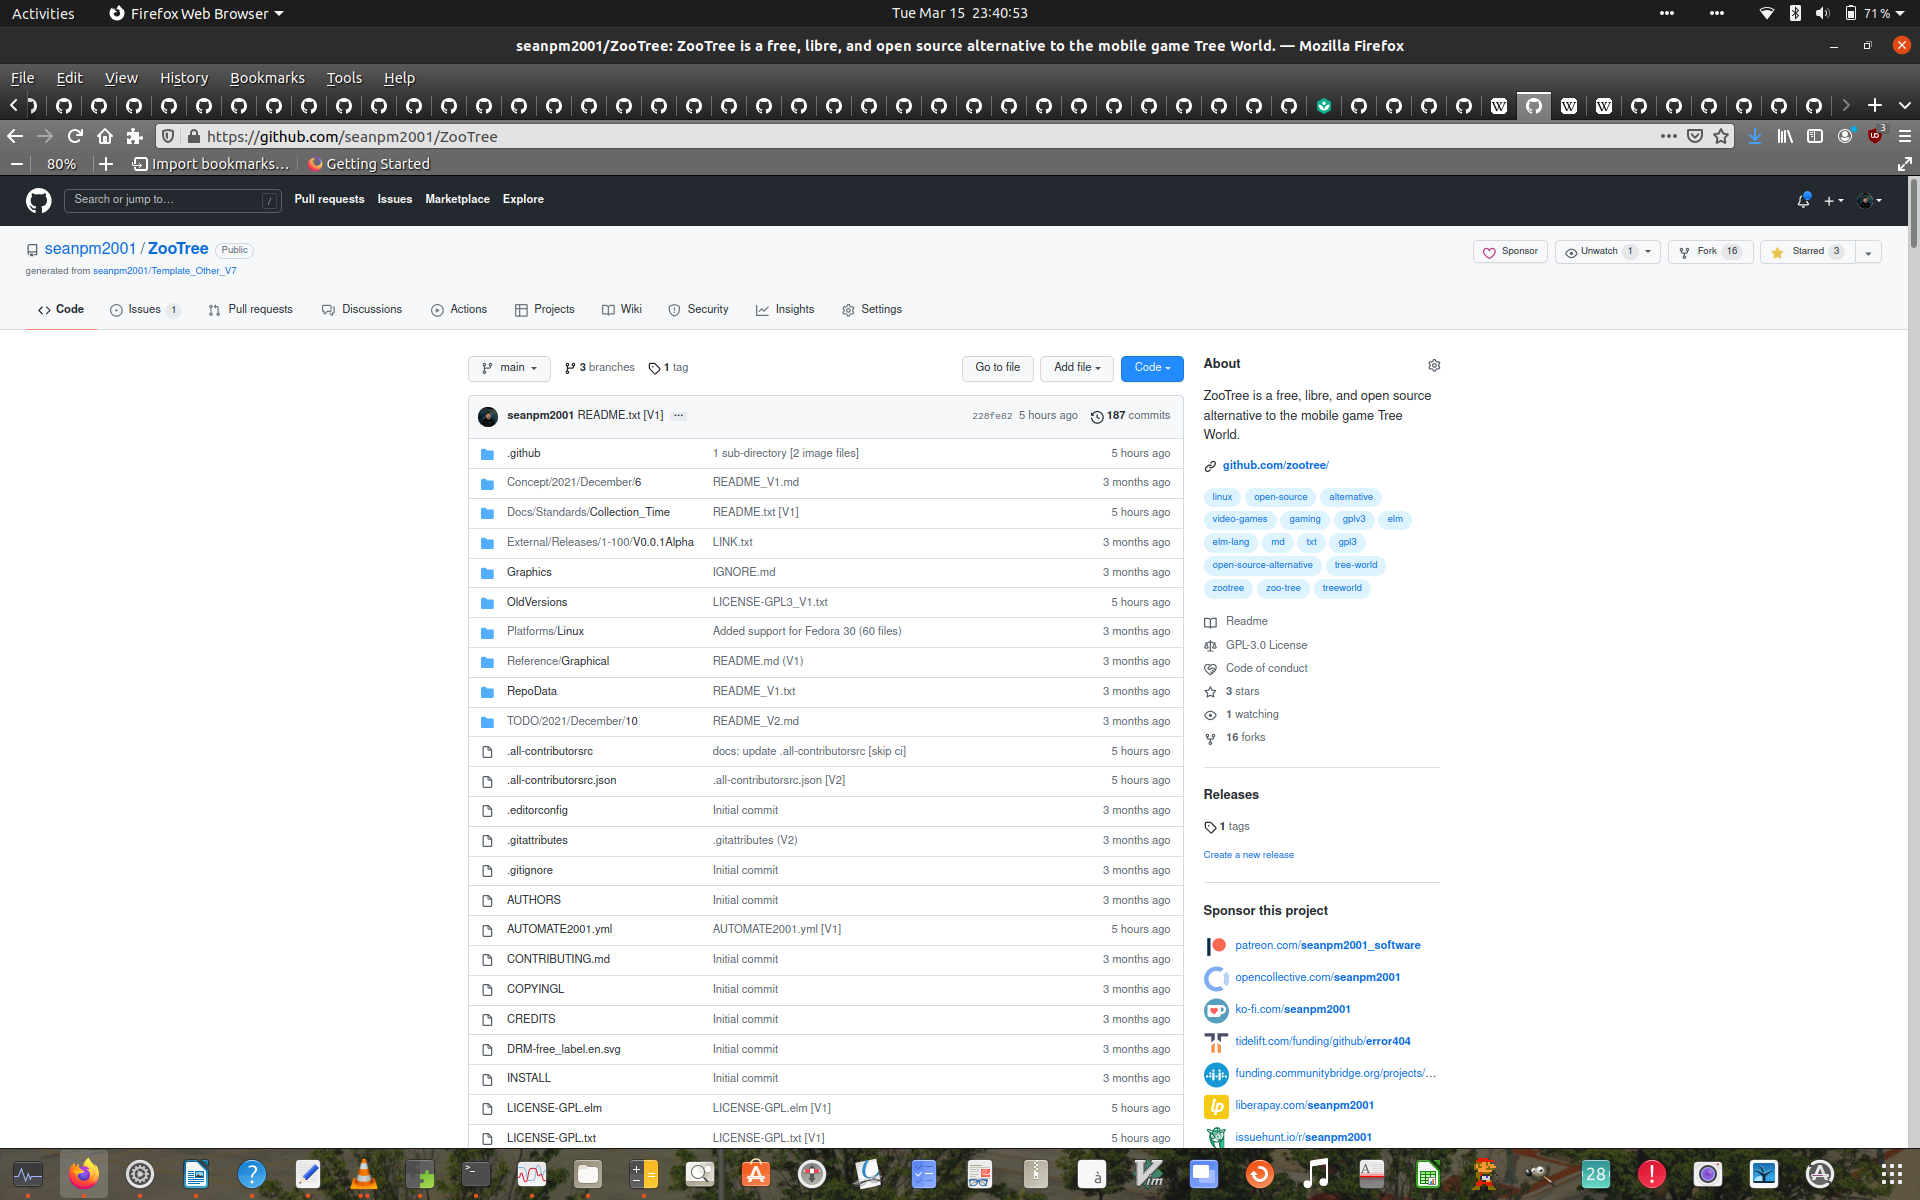 Activities Firefox Web Browser Tue Mar 15 23:40:53 71 %
seanpm2001/ZooTree: ZooTree is a free, libre, and open source alternative to the mobile game Tree World. — Mozilla Firefox
File Edit View History Bookmarks Tools Help
https://github.com/seanpm2001/ZooTree 3
80% Import bookmarks… Getting Started
Search or jump to… / Pull requests Issues Marketplace Explore
seanpm2001 / ZooTree Public
Sponsor Unwatch 1 Fork 16 Starred 3
generated from seanpm2001/Template_Other_V7
Code Issues 1 Pull requests Discussions Actions Projects Wiki Security Insights Settings
main 3 branches 1 tag Go to file Add file Code
seanpm2001 README.txt [V1] ... 228fe82 5 hours ago 187 commits
.github 1 sub-directory [2 image files] 5 hours ago
Concept/2021/December/6 README_V1.md 3 months ago
Docs/Standards/Collection_Time README.txt [V1] 5 hours ago
External/Releases/1-100/V0.0.1Alpha LINK.txt 3 months ago
Graphics IGNORE.md 3 months ago
OldVersions LICENSE-GPL3_V1.txt 5 hours ago
Platforms/Linux Added support for Fedora 30 (60 files) 3 months ago
Reference/Graphical README.md (V1) 3 months ago
RepoData README_V1.txt 3 months ago
TODO/2021/December/10 README_V2.md 3 months ago
.all-contributorsrc docs: update .all-contributorsrc [skip ci] 5 hours ago
.all-contributorsrc.json .all-contributorsrc.json [V2] 5 hours ago
.editorconfig Initial commit 3 months ago
.gitattributes .gitattributes (V2) 3 months ago
.gitignore Initial commit 3 months ago
AUTHORS Initial commit 3 months ago
AUTOMATE2001.yml AUTOMATE2001.yml [V1] 5 hours ago
CONTRIBUTING.md Initial commit 3 months ago
COPYINGL Initial commit 3 months ago
CREDITS Initial commit 3 months ago
DRM-free_label.en.svg Initial commit 3 months ago
INSTALL Initial commit 3 months ago
LICENSE-GPL.elm LICENSE-GPL.elm [V1] 5 hours ago
LICENSE-GPL.txt LICENSE-GPL.txt [V1] 5 hours ago
About
ZooTree is a free, libre, and open source
alternative to the mobile game Tree
World.
github.com/zootree/
linux open-source alternative
video-games gaming gplv3 elm
elm-lang md txt gpl3
open-source-alternative tree-world
zootree zoo-tree treeworld
Readme
GPL-3.0 License
Code of conduct
3 stars
1 watching
16 forks
Releases
1 tags
Create a new release
Sponsor this project
patreon.com/seanpm2001_software
opencollective.com/seanpm2001
ko-fi.com/seanpm2001
tidelift.com/funding/github/error404
funding.communitybridge.org/projects/…
liberapay.com/seanpm2001
issuehunt.io/r/seanpm2001
28